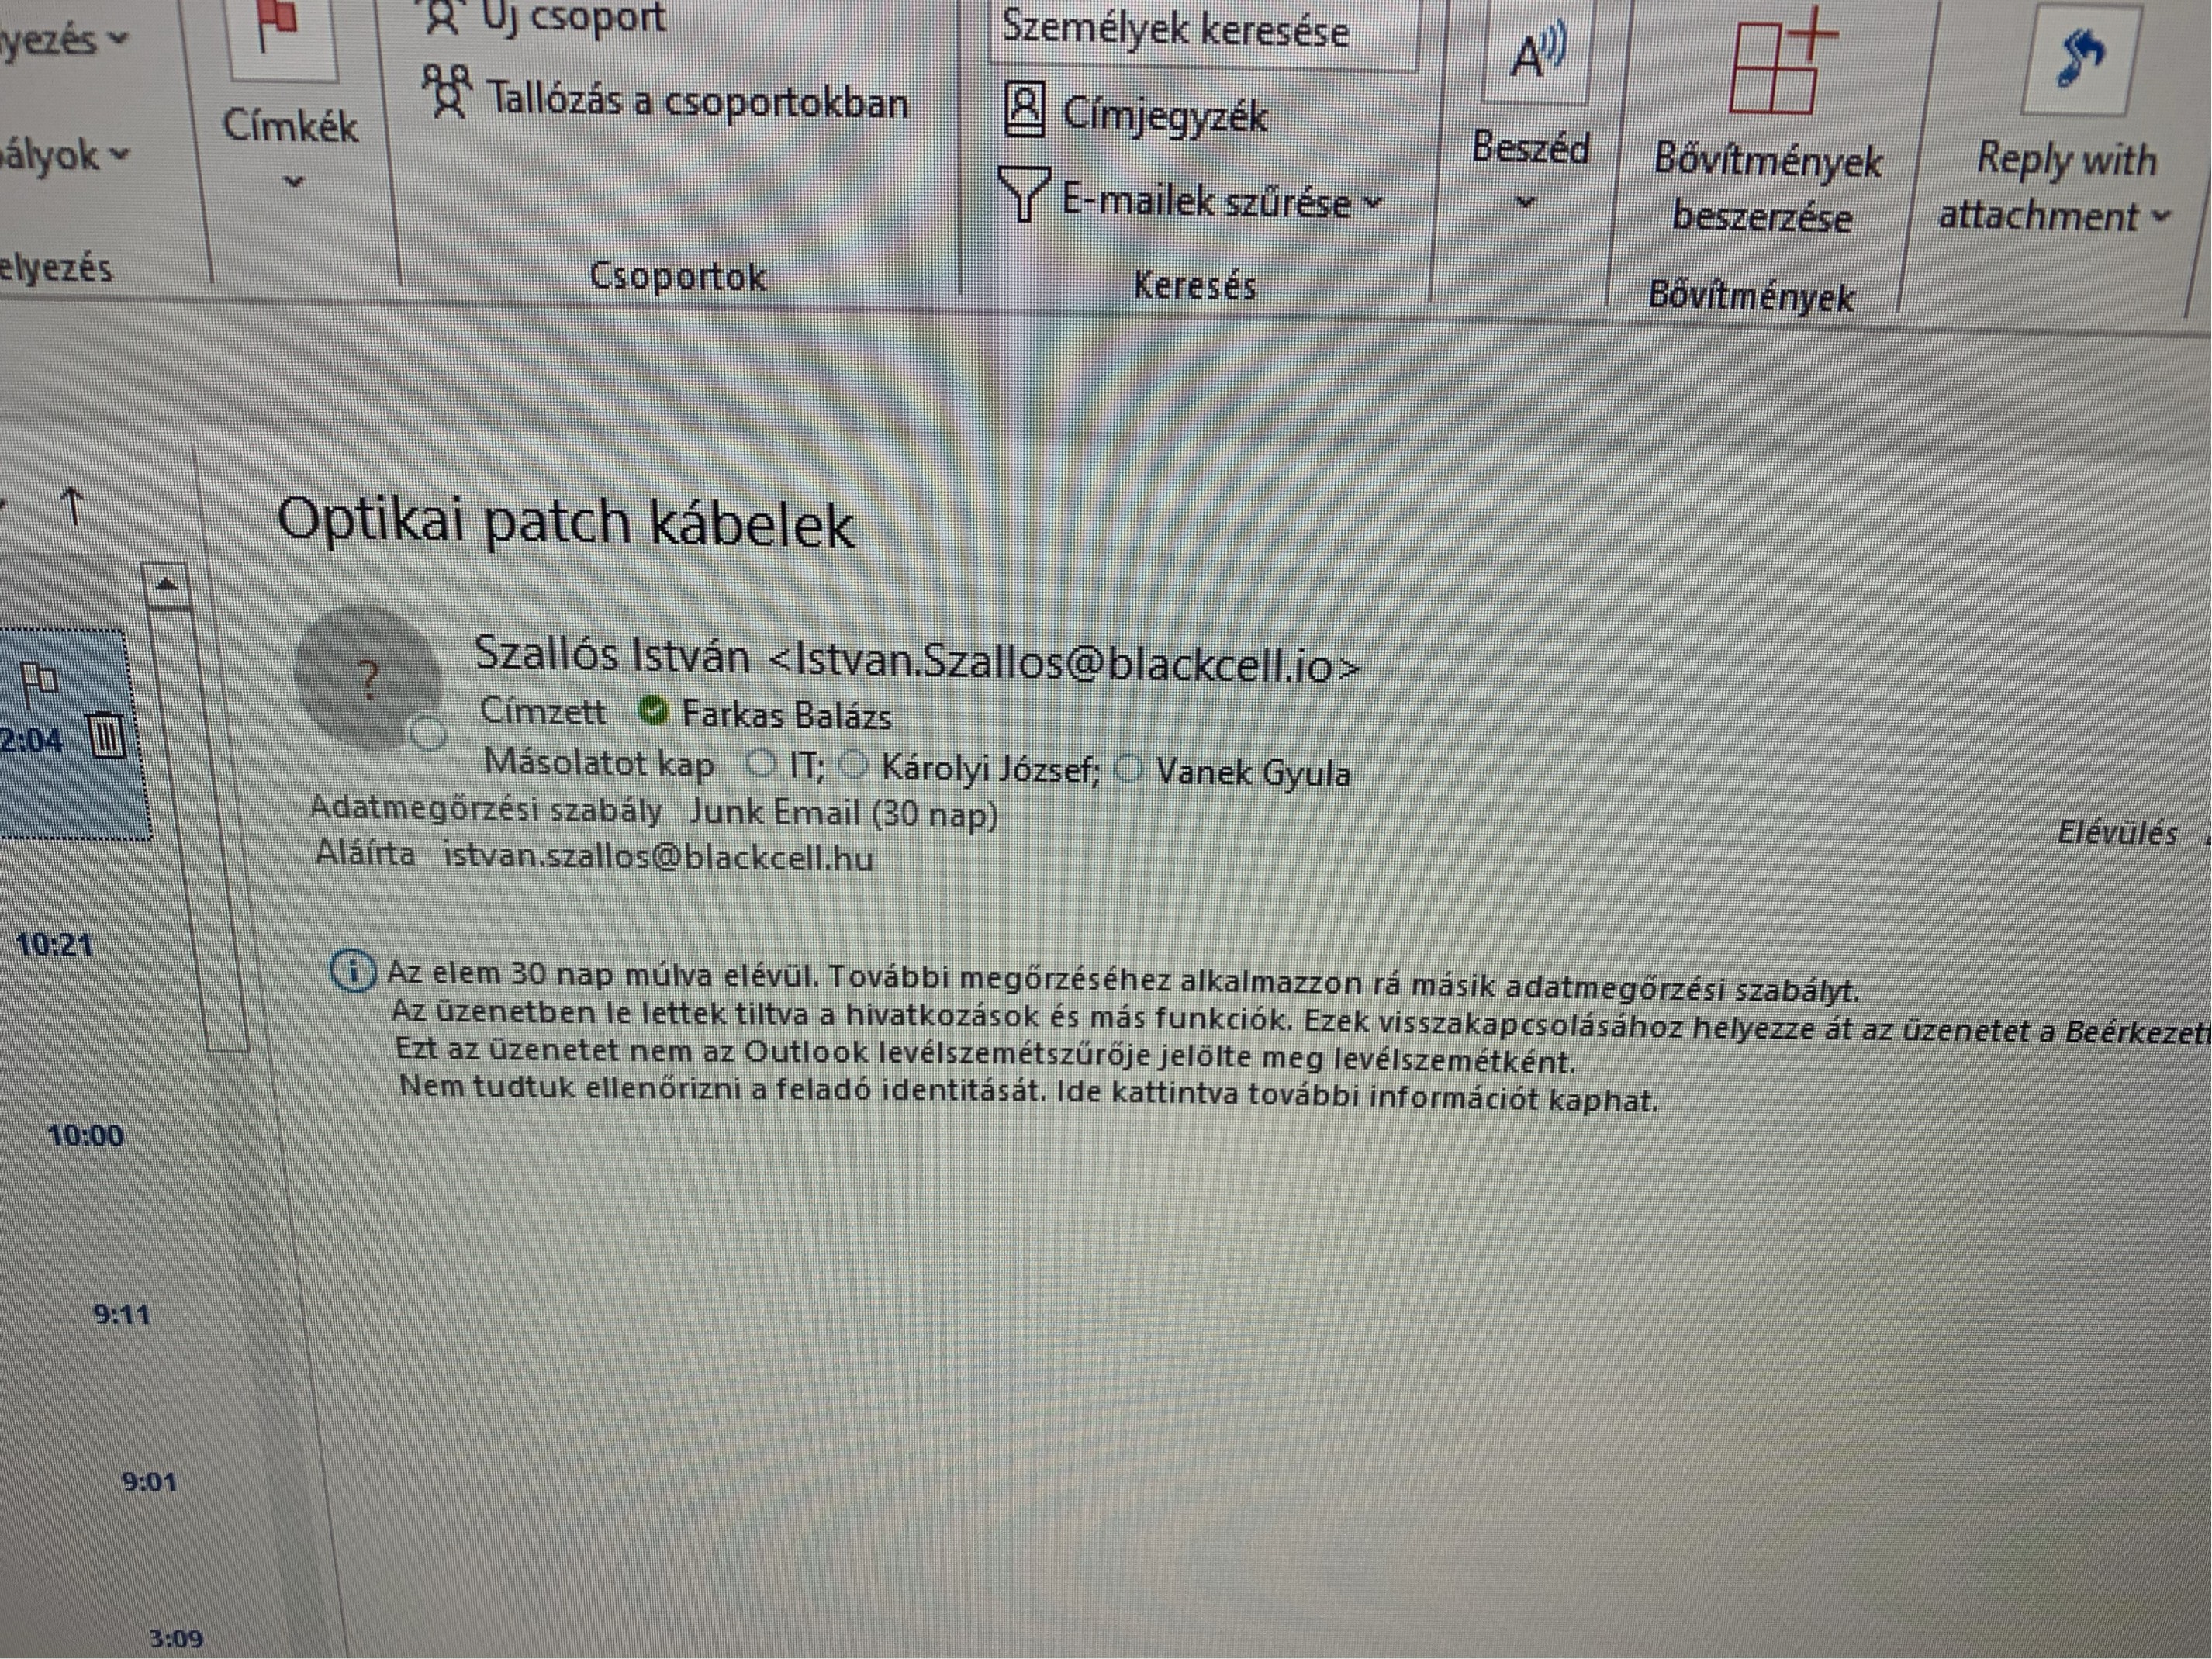 Címkék
Új csoport
Tallózás a csoportokban
Csoportok
Személyek keresése
Címjegyzék
E-mailek szűrése
Keresés
Beszéd
Bővítmények
beszerzése
Bővítmények
Reply with
attachment
Optikai patch kábelek
Szallós István <Istvan.Szallos@blackcell.io>
Címzett Farkas Balázs
Másolatot kap IT; Károlyi József; Vanek Gyula
Adatmegőrzési szabály Junk Email (30 nap)
Elévülés
Aláírta istvan.szallos@blackcell.hu
Az elem 30 nap múlva elévül. További megőrzéséhez alkalmazzon rá másik adatmegőrzési szabályt.
Az üzenetben le lettek tiltva a hivatkozások és más funkciók. Ezek visszakapcsolásához helyezze át az üzenetet a
Ezt az üzenetet nem az Outlook levélszemétszűrője jelölte meg levélszemétként.
Nem tudtuk ellenőrizni a feladó identitását. Ide kattintva további információt kaphat.
2:04
10:21
10:00
9:11
9:01
3:09